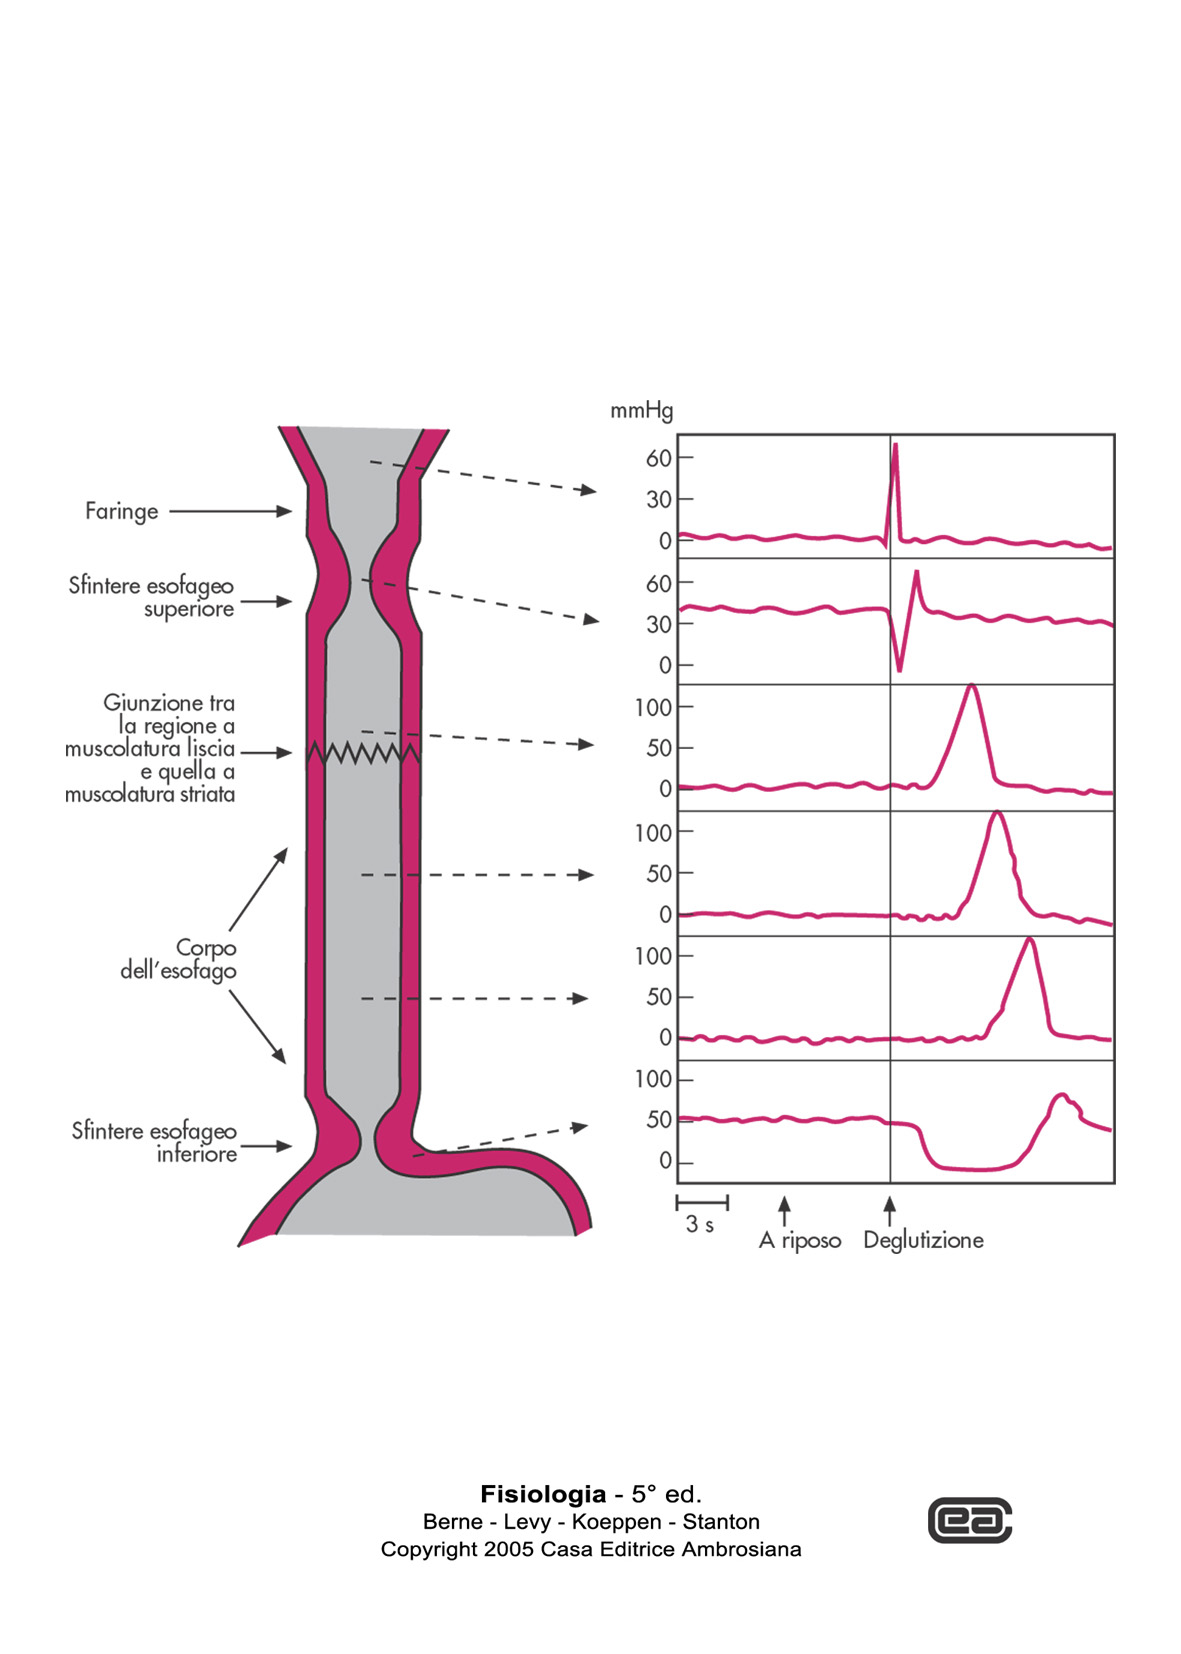 mmHg
Faringe
Sfintere esofageo
superiore
Giunzione tra
la regione a
muscolatura liscia
e quella a
muscolatura striata
Corpo
dell'esofago
Sfintere esofageo
inferiore
60
30
0
60
30
0
100
50
0
100
50
0
100
50
0
100
50
0
3 s
A riposo
Deglutizione
Fisiologia - 5° ed.
Berne - Levy - Koeppen - Stanton
Copyright 2005 Casa Editrice Ambrosiana
cea